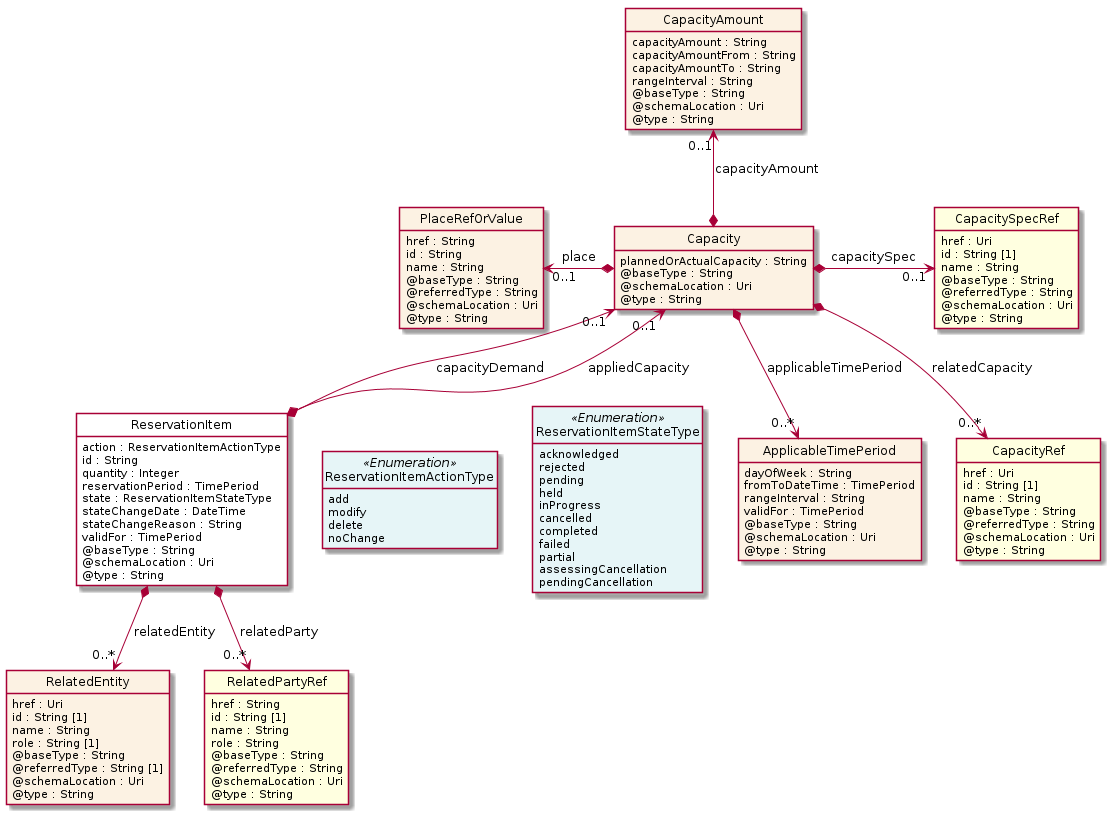 CapacityAmount
capacityAmount : String
capacityAmountFrom : String
capacityAmountTo : String
rangeInterval : String
@baseType : String
@schemaLocation : Uri
@type : String
0..1
capacityAmount
PlaceRefOrValue
href : String
id : String
name : String
@baseType : String
@referredType : String
@schemaLocation : Uri
@type : String
place
0..1
Capacity
plannedOrActualCapacity : String
@baseType : String
@schemaLocation : Uri
@type : String
capacitySpec
0..1
CapacitySpecRef
href : Uri
id : String [1]
name : String
@baseType : String
@referredType : String
@schemaLocation : Uri
@type : String
0..1
0..1
capacityDemand
appliedCapacity
applicableTimePeriod
relatedCapacity
0..*
0..*
ReservationItem
action : ReservationItemActionType
id : String
quantity : Integer
reservationPeriod : TimePeriod
state : ReservationItemStateType
stateChangeDate : DateTime
stateChangeReason : String
validFor : TimePeriod
@baseType : String
@schemaLocation : Uri
@type : String
«Enumeration»
ReservationItemActionType
add
modify
delete
noChange
«Enumeration»
ReservationItemStateType
acknowledged
rejected
pending
held
inProgress
cancelled
completed
failed
partial
assessingCancellation
pendingCancellation
ApplicableTimePeriod
dayOfWeek : String
fromToDateTime : TimePeriod
rangeInterval : String
validFor : TimePeriod
@baseType : String
@schemaLocation : Uri
@type : String
CapacityRef
href : Uri
id : String [1]
name : String
@baseType : String
@referredType : String
@schemaLocation : Uri
@type : String
relatedEntity
relatedParty
0..*
0..*
RelatedEntity
href : Uri
id : String [1]
name : String
role : String [1]
@baseType : String
@referredType : String [1]
@schemaLocation : Uri
@type : String
RelatedPartyRef
href : String
id : String [1]
name : String
role : String
@baseType : String
@referredType : String
@schemaLocation : Uri
@type : String